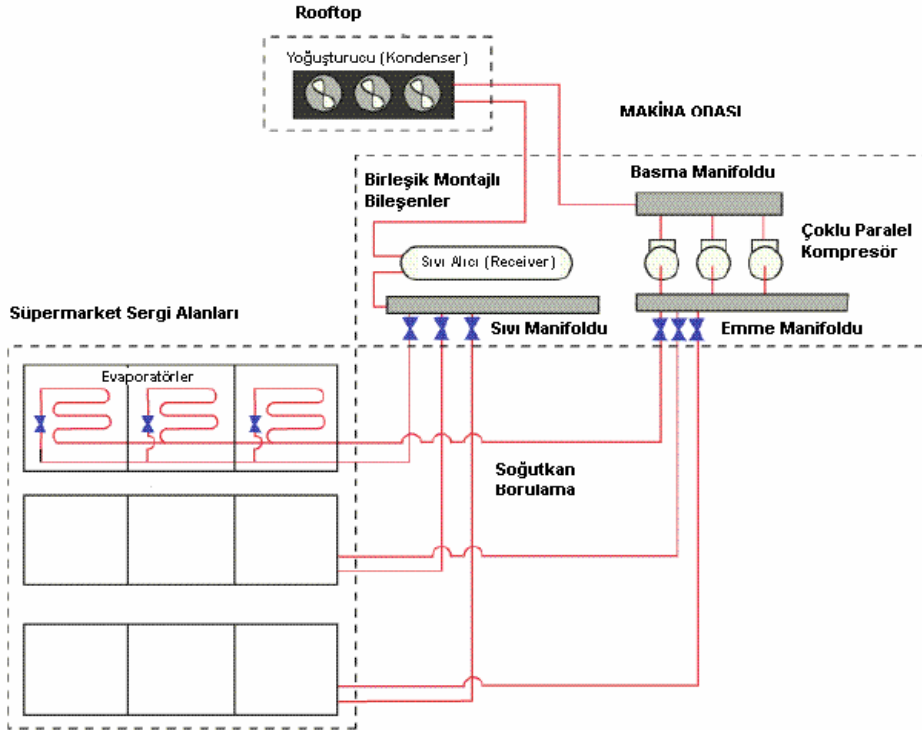 Rooftop
Yoğuşturucu (Kondenser)
MAKİNA ODASI
Birleşik Montajlı
Bileşenler
Basma Manifoldu
Çoklu Paralel
Kompresör
Sıvı Alıcı (Receiver)
Süpermarket Sergi Alanları
Sıvı Manifoldu
Emme Manifoldu
Evaporatörler
Soğutkan
Borulama